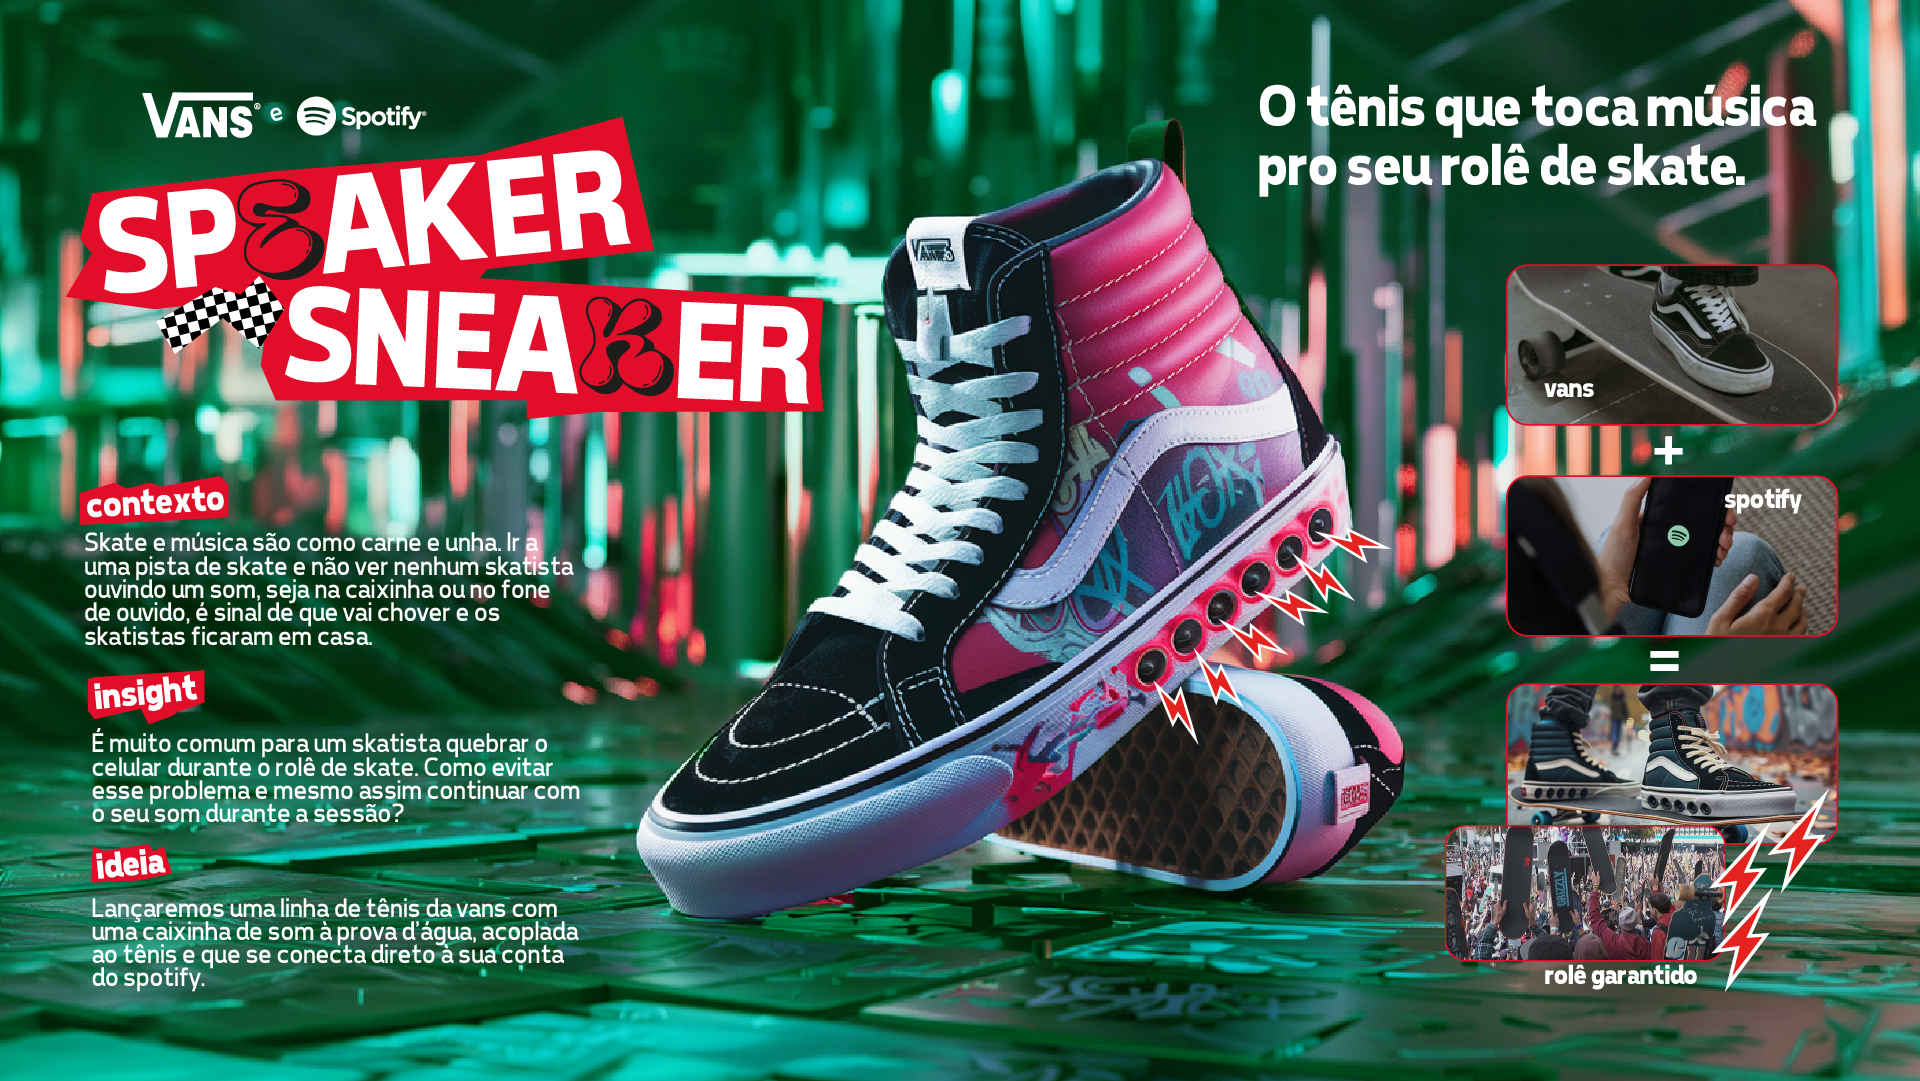 VANS® e Spotify®
SPEAKER
SNEAKER
O tênis que toca música
pro seu rolê de skate.
VANS
contexto
Skate e música são como carne e unha. Ir a
uma pista de skate e não ver nenhum skatista
ouvindo um som, seja na caixinha ou no fone
de ouvido, é sinal de que vai chover e os
skatistas ficaram em casa.
insight
É muito comum para um skatista quebrar o
celular durante o rolê de skate. Como evitar
esse problema e mesmo assim continuar com
o seu som durante a sessão?
ideia
Lançaremos uma linha de tênis da vans com
uma caixinha de som à prova d'água, acoplada
ao tênis e que se conecta direto à sua conta
do spotify.
vans
+
spotify
=
GRIZZLY
rolê garantido